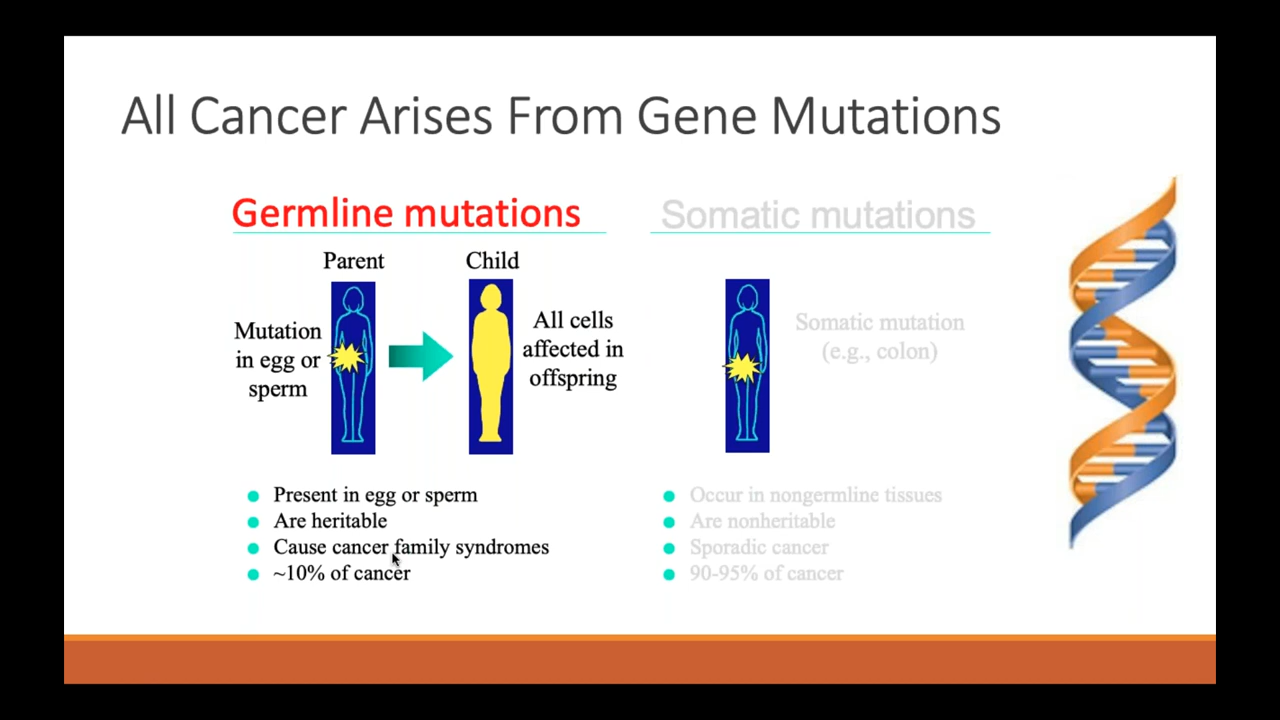 All Cancer Arises From Gene Mutations
Germline mutations
Parent
Child
Mutation
in egg or
sperm
All cells
affected in
offspring
Present in egg or sperm
Are heritable
Cause cancer family syndromes
~10% of cancer
Somatic mutations
Somatic mutation
(e.g., colon)
Occur in nongermline tissues
Are nonheritable
Sporadic cancer
90-95% of cancer